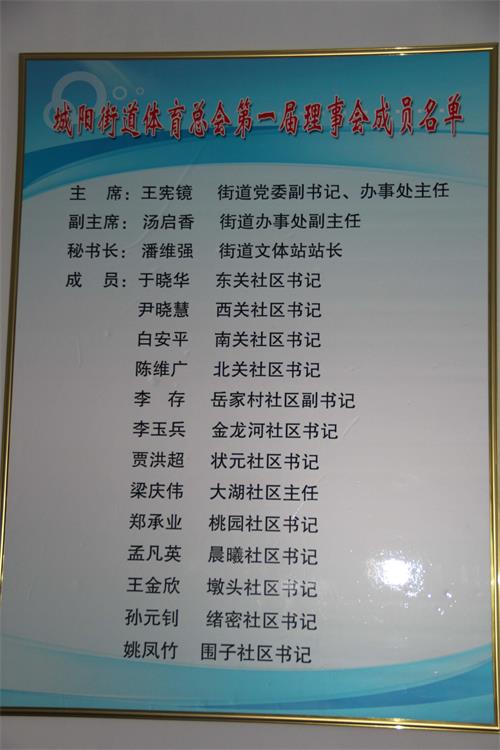 城阳街道体育总会第一届理事会成员名单
主 席：王宪镜 街道党委副书记、办事处主任
副主席：汤启香 街道办事处副主任
秘书长：潘维强 街道文体站站长
成 员：于晓华 东关社区书记
尹晓慧 西关社区书记
白安平 南关社区书记
陈维广 北关社区书记
李 存 岳家村社区副书记
李玉兵 金龙河社区书记
贾洪超 状元社区书记
梁庆伟 大湖社区主任
郑承业 桃园社区书记
孟凡英 晨曦社区书记
王金欣 墩头社区书记
孙元钊 绪密社区书记
姚凤竹 围子社区书记